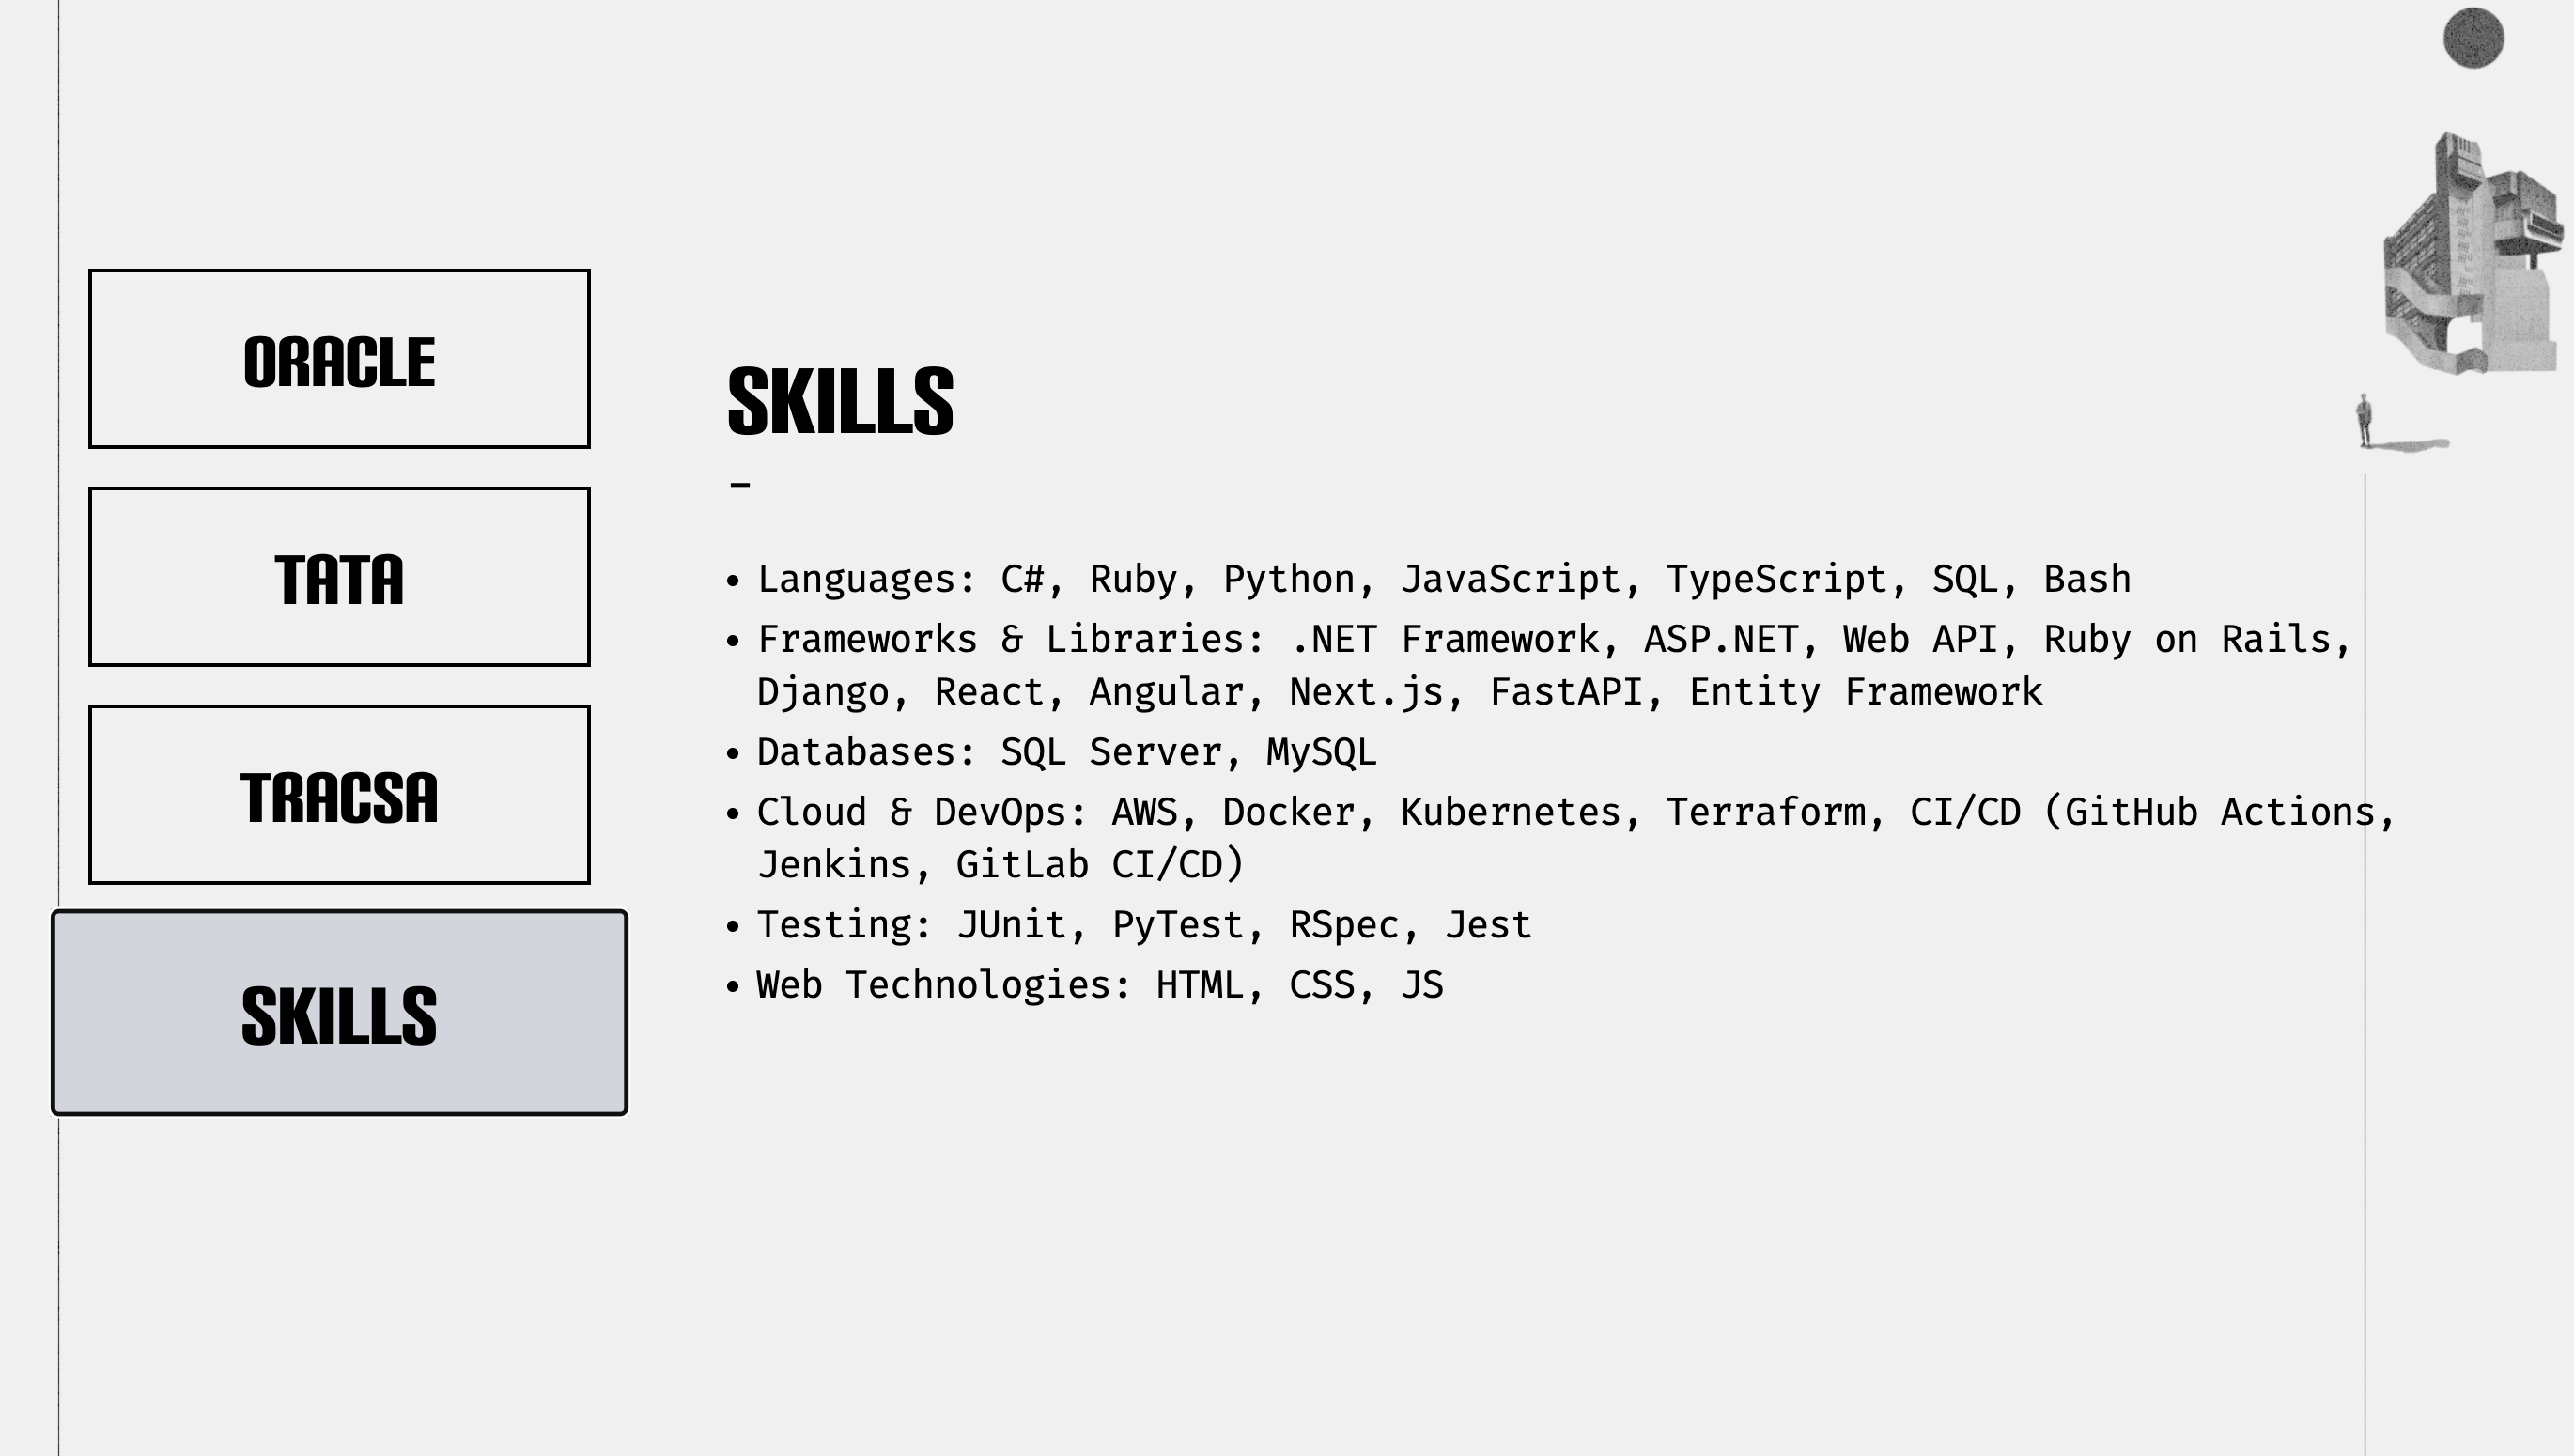 ORACLE
TATA
TRACSA
SKILLS
SKILLS
–
• Languages: C#, Ruby, Python, JavaScript, TypeScript, SQL, Bash
• Frameworks & Libraries: .NET Framework, ASP.NET, Web API, Ruby on Rails,
Django, React, Angular, Next.js, FastAPI, Entity Framework
• Databases: SQL Server, MySQL
• Cloud & DevOps: AWS, Docker, Kubernetes, Terraform, CI/CD (GitHub Actions,
Jenkins, GitLab CI/CD)
• Testing: JUnit, PyTest, RSpec, Jest
• Web Technologies: HTML, CSS, JS